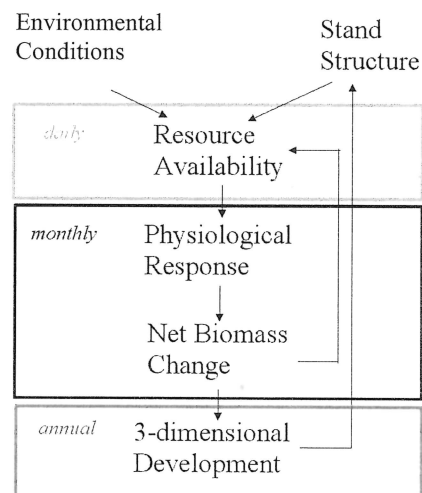 Environmental
Conditions
Stand
Structure
daily
Resource
Availability
monthly
Physiological
Response
Net Biomass
Change
annual
3-dimensional
Development